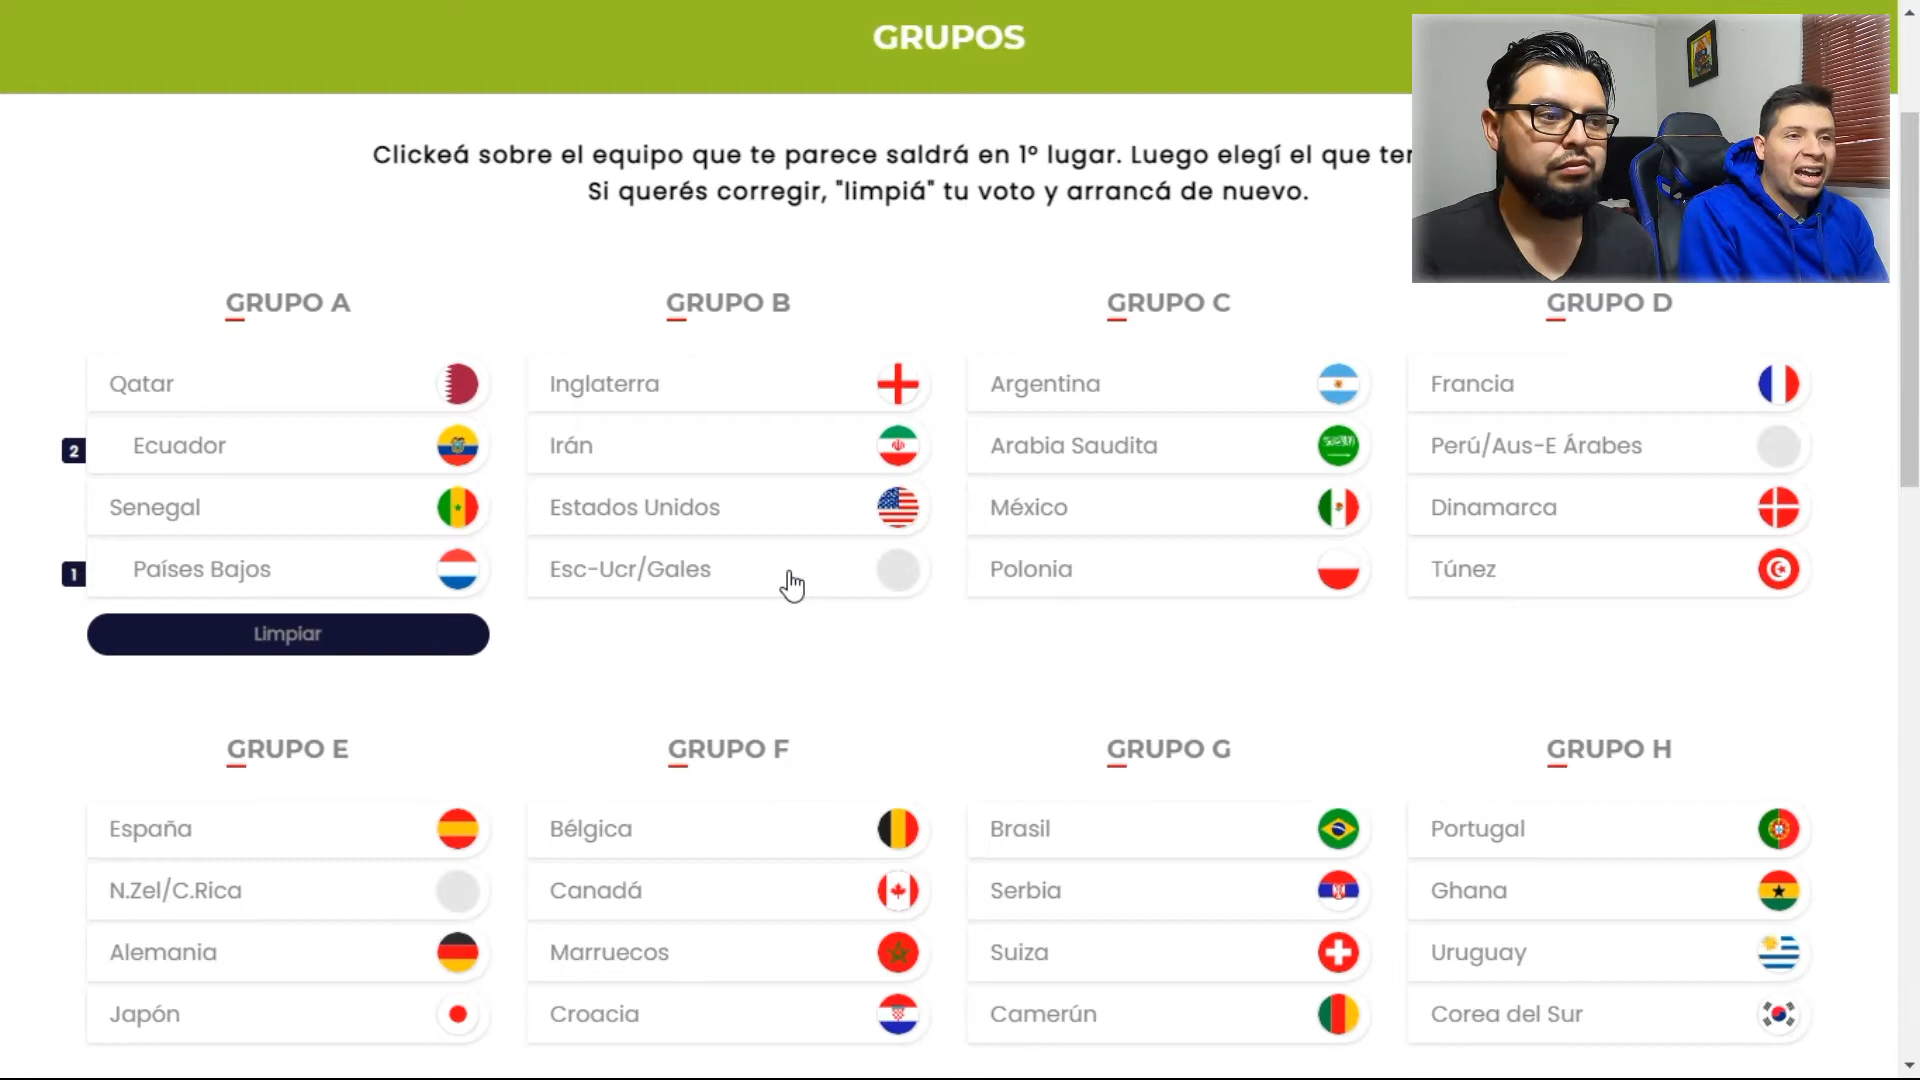 GRUPOS
Clickeá sobre el equipo que te parece saldrá en 1° lugar. Luego elegí el que
Si querés corregir, "limpiá" tu voto y arrancá de nuevo.
GRUPO A
Qatar
2 Ecuador
Senegal
1 Países Bajos
Limpiar
GRUPO B
Inglaterra
Irán
Estados Unidos
Esc-Ucr/Gales
GRUPO C
Argentina
Arabia Saudita
México
Polonia
GRUPO D
Francia
Perú/Aus-E Árabes
Dinamarca
Túnez
GRUPO E
España
N.Zel/C.Rica
Alemania
Japón
GRUPO F
Bélgica
Canadá
Marruecos
Croacia
GRUPO G
Brasil
Serbia
Suiza
Camerún
GRUPO H
Portugal
Ghana
Uruguay
Corea del Sur